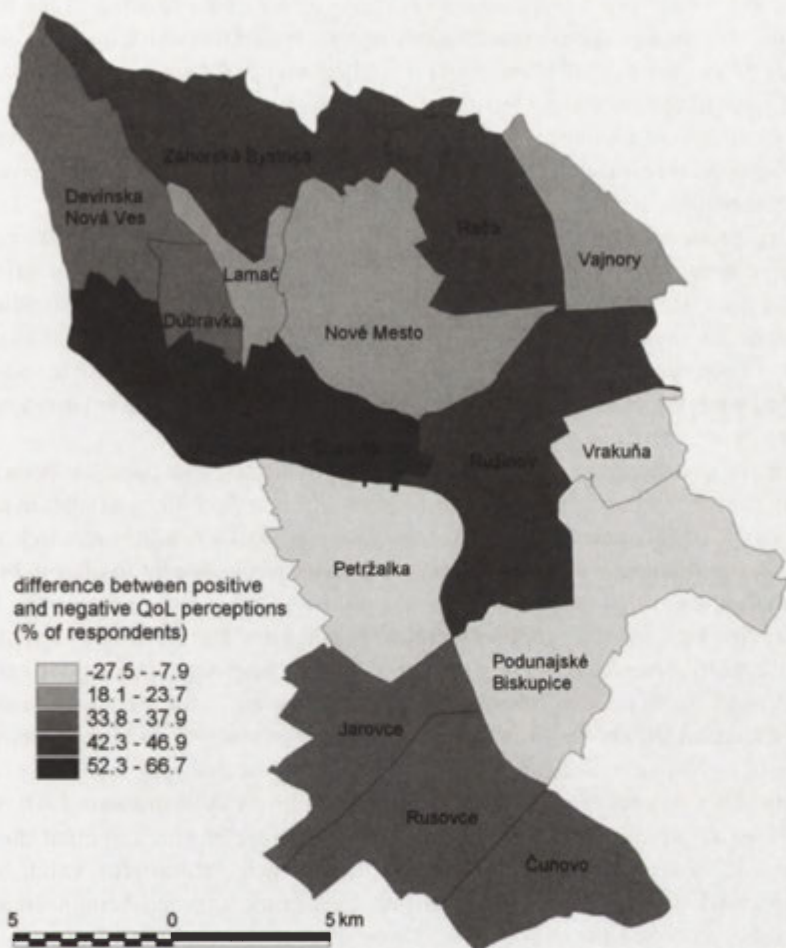 Záhorská Bystrica
Devínska
Nová Ves
Rača
Vajnory
Lamač
Dúbravka
Nové Mesto
Ružinov
Vrakuňa
Petržalka
difference between positive
and negative QoL perceptions
(% of respondents)
-27.5 - -7.9
18.1 - 23.7
33.8 - 37.9
42.3 - 46.9
52.3 - 66.7
Podunajské
Biskupice
Jarovce
Rusovce
Čunovo
5 0 5 km